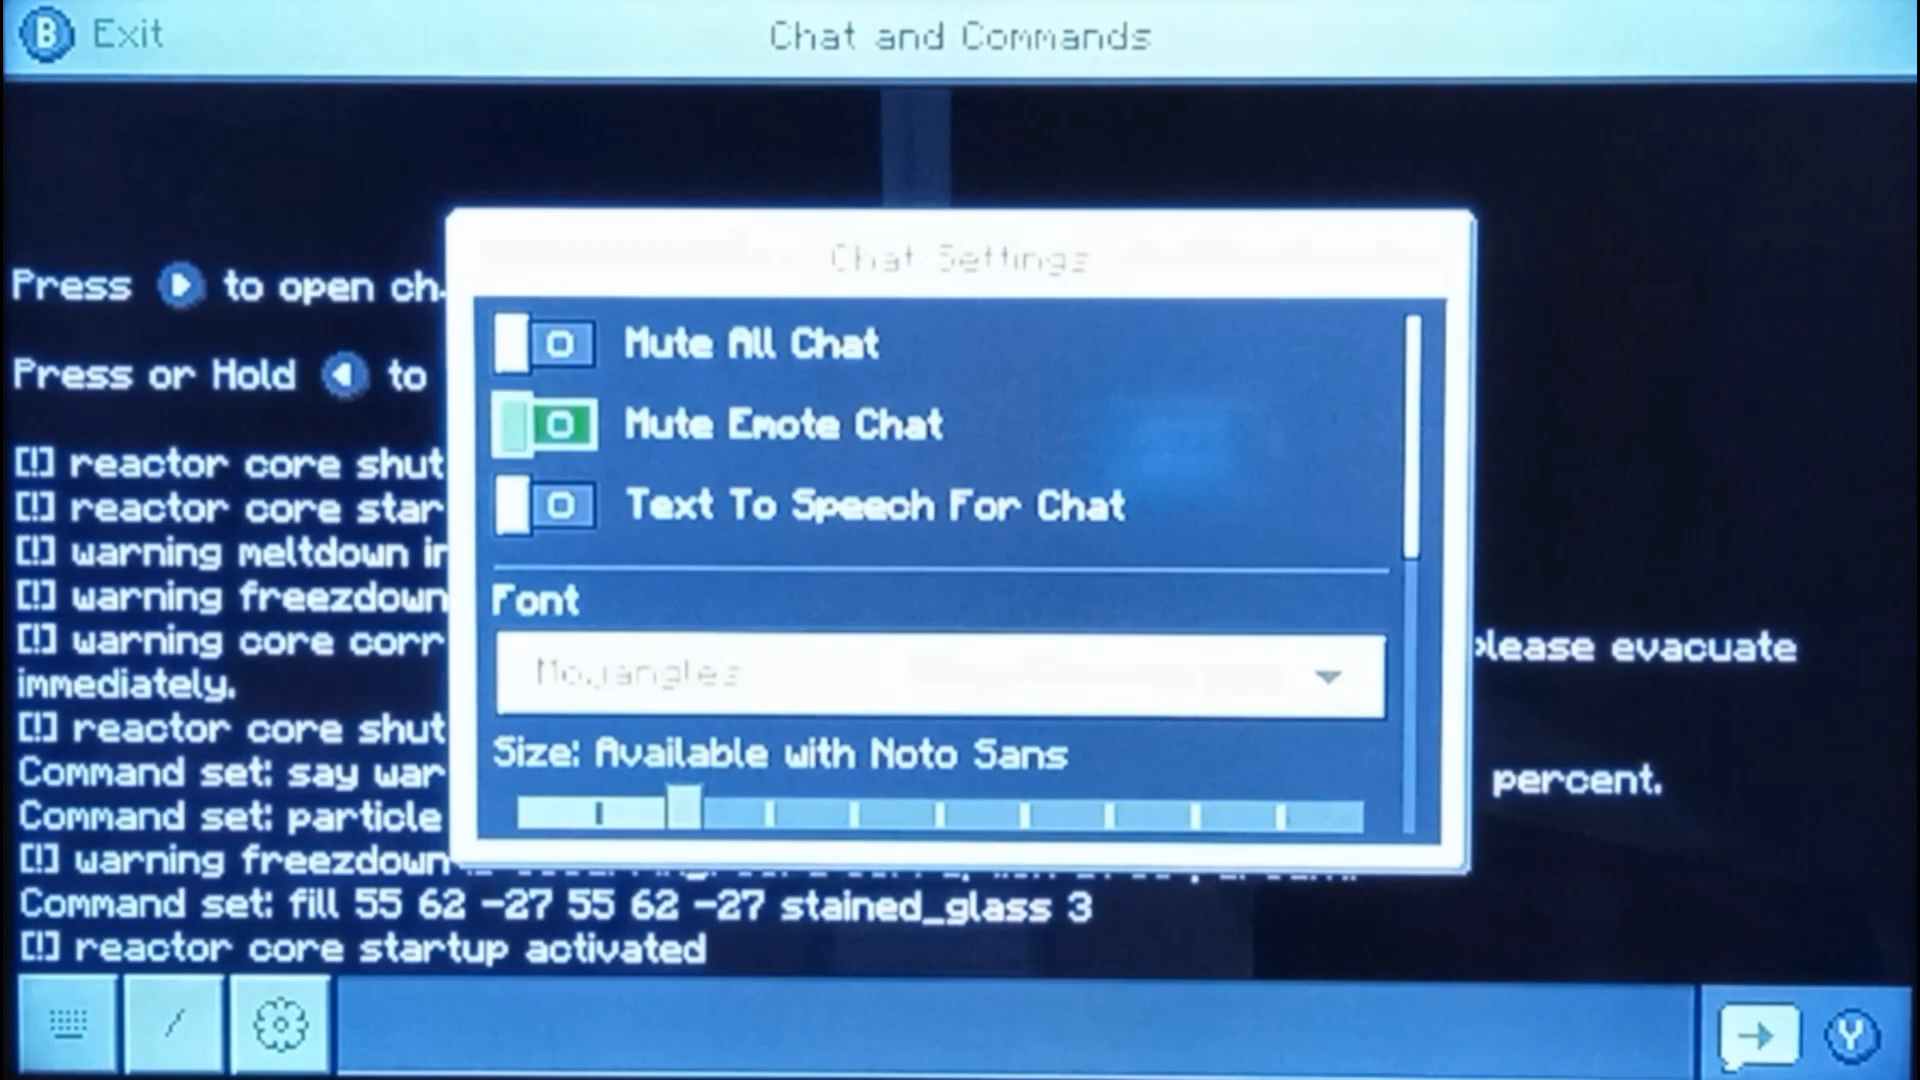 B Exit
Chat and Commands
Chat Settings
Press to open ch
Mute All Chat
Press or Hold to
Mute Emote Chat
[!] reactor core shut
[!] reactor core star
Text To Speech For Chat
[!] warning meltdown in
[!] warning freezdown
Font
[!] warning core corr
please evacuate
immediately.
Mojangles
[!] reactor core shut
Size: Available with Noto Sans
Command set: say war
percent.
Command set: particle
[!] warning freezdown
Command set: fill 55 62 -27 55 62 -27 stained_glass 3
[!] reactor core startup activated
/
Y